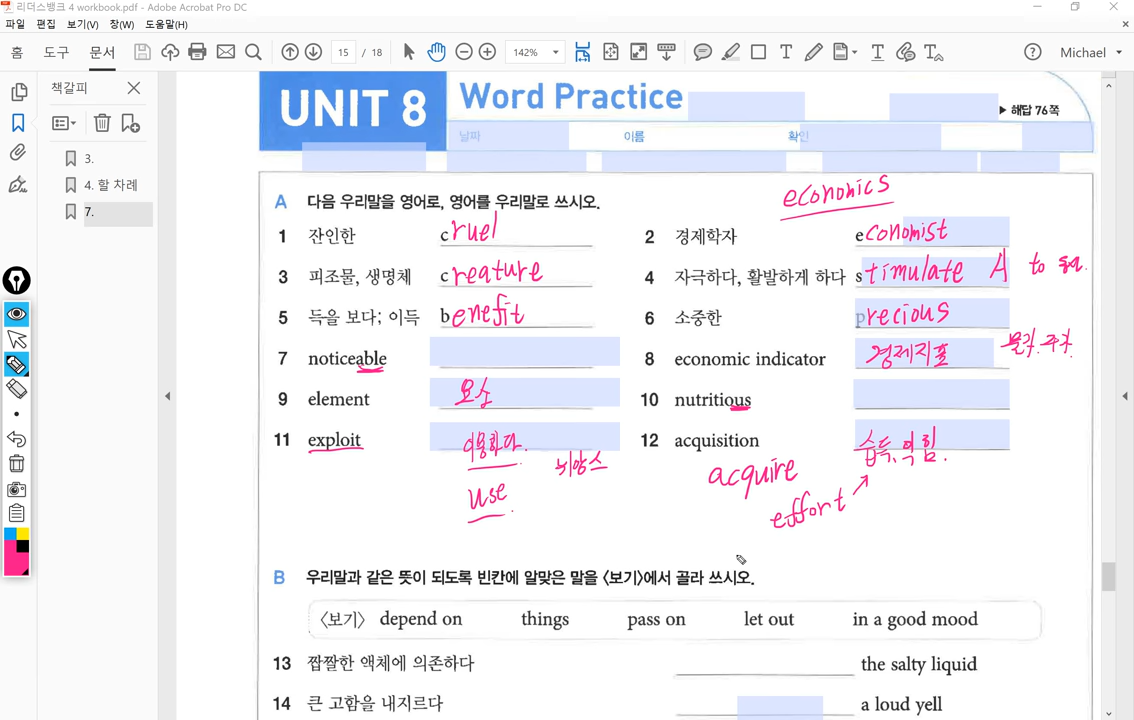 리더스뱅크 4 workbook.pdf - Adobe Acrobat Pro DC
파일 편집 보기(V) 창(W) 도움말(H)
홈 도구 문서 15 / 18 142% Michael
책갈피
3.
4. 할 차례
7.
UNIT 8 Word Practice
▶ 해답 76쪽
날짜 이름 확인
economics
A 다음 우리말을 영어로, 영어를 우리말로 쓰시오.
1 잔인한 cruel 2 경제학자 economist
3 피조물, 생명체 creature 4 자극하다, 활발하게 하다 stimulate A to
5 득을 보다; 이득 benefit 6 소중한 precious
7 noticeable 8 economic indicator 경제지표
9 element 요소 10 nutritious
11 exploit 이용하다. 12 acquisition 습득, 익힘.
뉘앙스
use acquire
effort
B 우리말과 같은 뜻이 되도록 빈칸에 알맞은 말을 〈보기〉에서 골라 쓰시오.
〈보기〉 depend on things pass on let out in a good mood
13 짭짤한 액체에 의존하다 the salty liquid
14 큰 고함을 내지르다 a loud yell